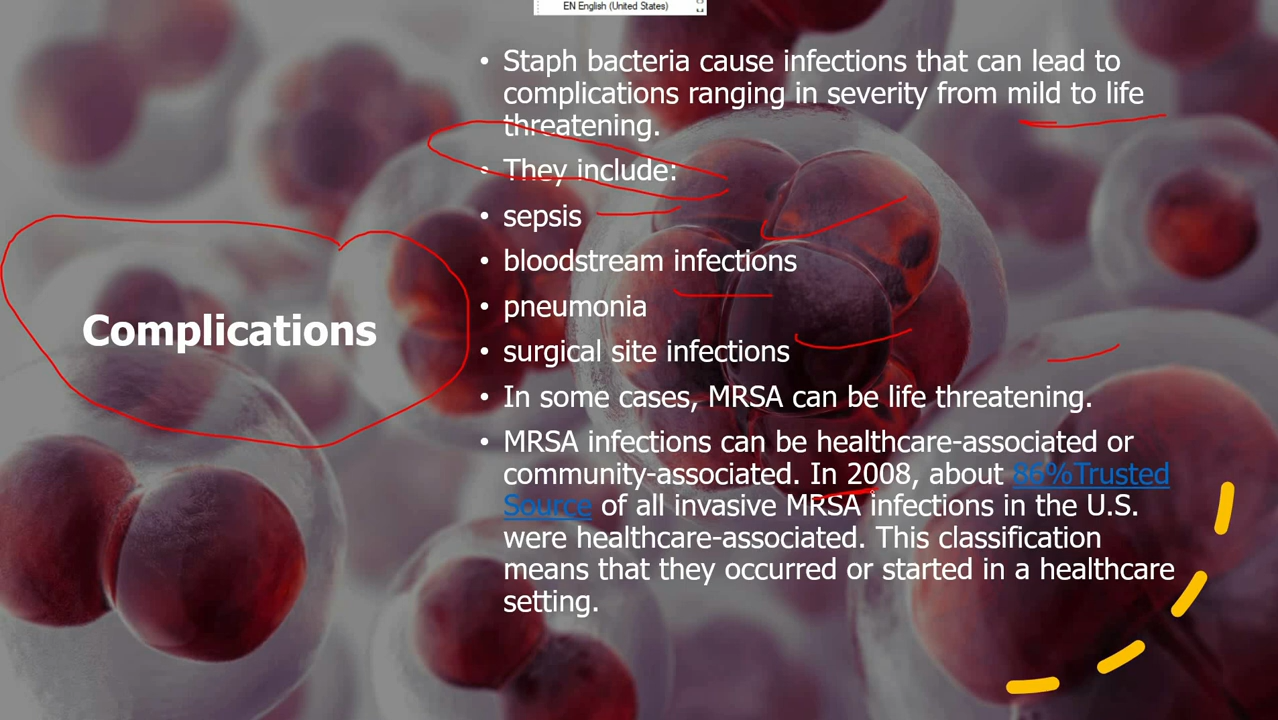 EN English (United States)
Complications
• Staph bacteria cause infections that can lead to
complications ranging in severity from mild to life
threatening.
• They include:
• sepsis
• bloodstream infections
• pneumonia
• surgical site infections
• In some cases, MRSA can be life threatening.
• MRSA infections can be healthcare-associated or
community-associated. In 2008, about 86%Trusted
Source of all invasive MRSA infections in the U.S.
were healthcare-associated. This classification
means that they occurred or started in a healthcare
setting.